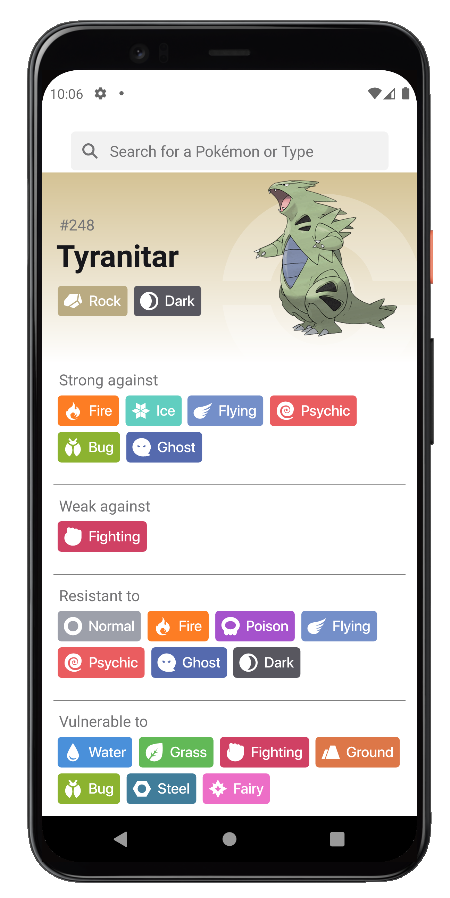 10:06
Search for a Pokémon or Type
#248
Tyranitar
Rock Dark
Strong against
Fire Ice Flying Psychic
Bug Ghost
Weak against
Fighting
Resistant to
Normal Fire Poison Flying
Psychic Ghost Dark
Vulnerable to
Water Grass Fighting Ground
Bug Steel Fairy